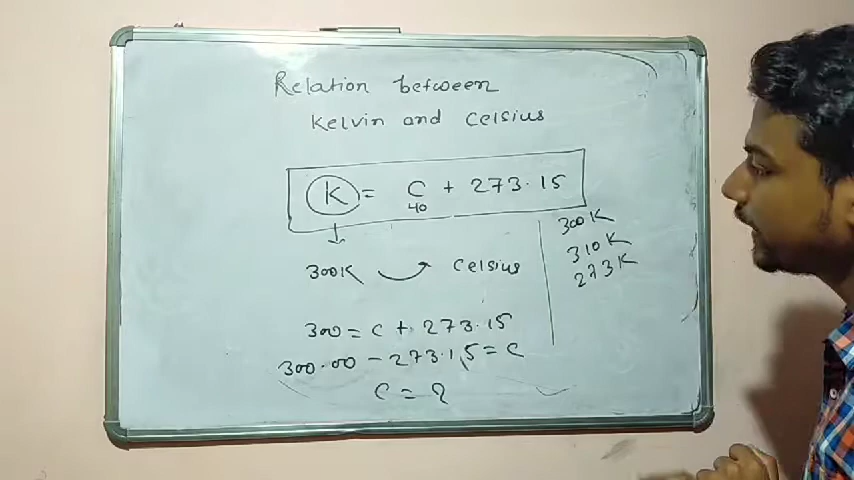 Relation between
Kelvin and Celsius
K = C + 273.15
40
300K Celsius
300 = C + 273.15
300.00 - 273.15 = C
C = ?
300K
310K
273K